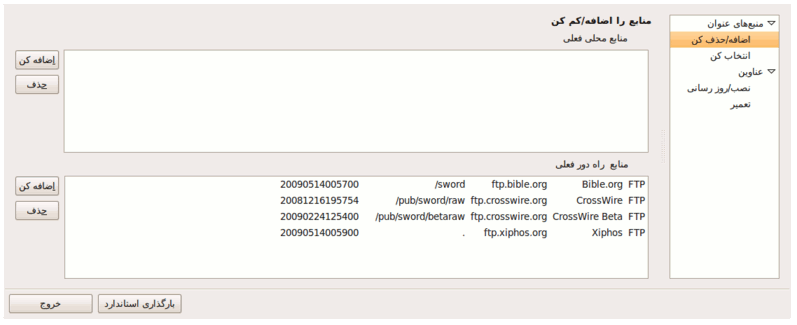 منبع‌های عنوان
اضافه/حذف کن
انتخاب کن
عناوین
نصب/روز رسانی
تعمیر
منابع را اضافه/کم کن
منابع محلی فعلی
إضافه کن
حذف
منابع راه دور فعلی
إضافه کن
حذف
FTP Bible.org ftp.bible.org /sword 20090514005700
FTP CrossWire ftp.crosswire.org /pub/sword/raw 20081216195754
FTP CrossWire Beta ftp.crosswire.org /pub/sword/betaraw 20090224125400
FTP Xiphos ftp.xiphos.org . 20090514005900
بارگذاری استاندارد
خروج